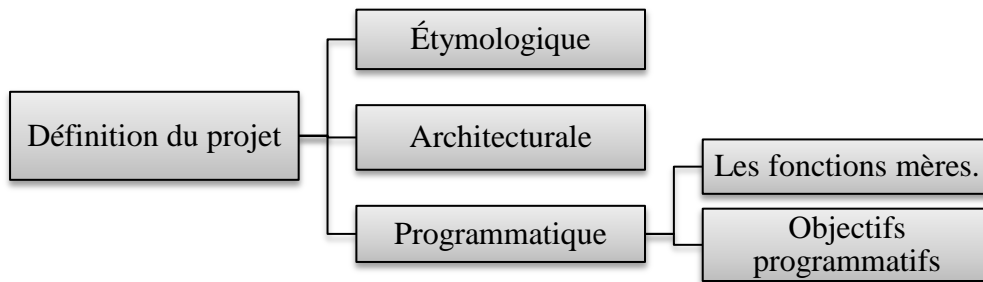 Étymologique
Définition du projet
Architecturale
Les fonctions mères.
Programmatique
Objectifs
programmatifs